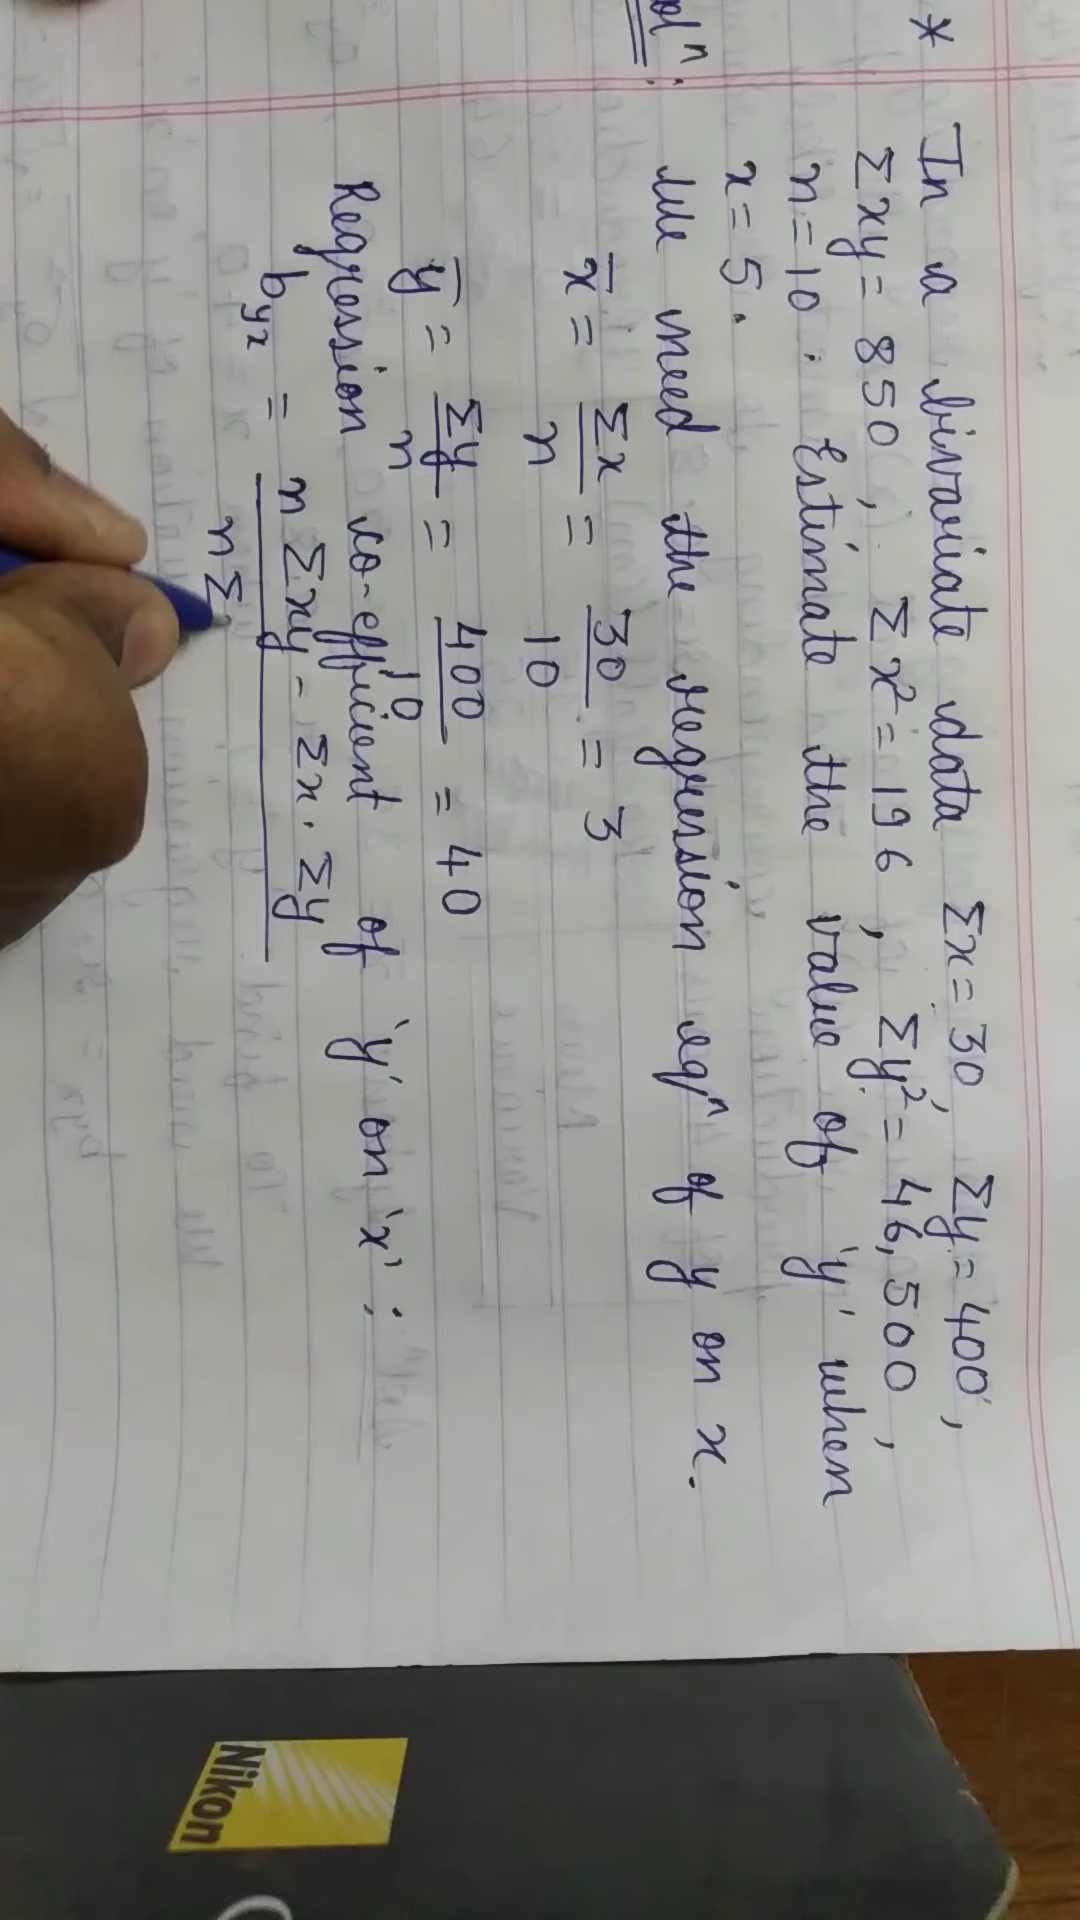 * In a bivariate data Σx = 30, Σy = 400,
Σxy = 850, Σx² = 196, Σy² = 46,500,
n = 10. Estimate the value of 'y' when
x = 5.
olⁿ: We need the regression eqⁿ of y on x.
x̄ = Σx/n = 30/10 = 3
ȳ = Σy/n = 400/10 = 40
Regression co-efficient of 'y' on 'x' :
byx = n Σxy - Σx . Σy / nΣ
Nikon